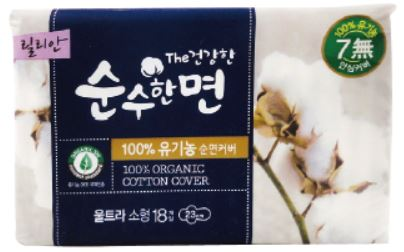 릴리안
The건강한
순수한면
100% 유기농
7無
안심커버
100% 유기농 순면커버
100% ORGANIC
COTTON COVER
울트라 소형 18개
23cm